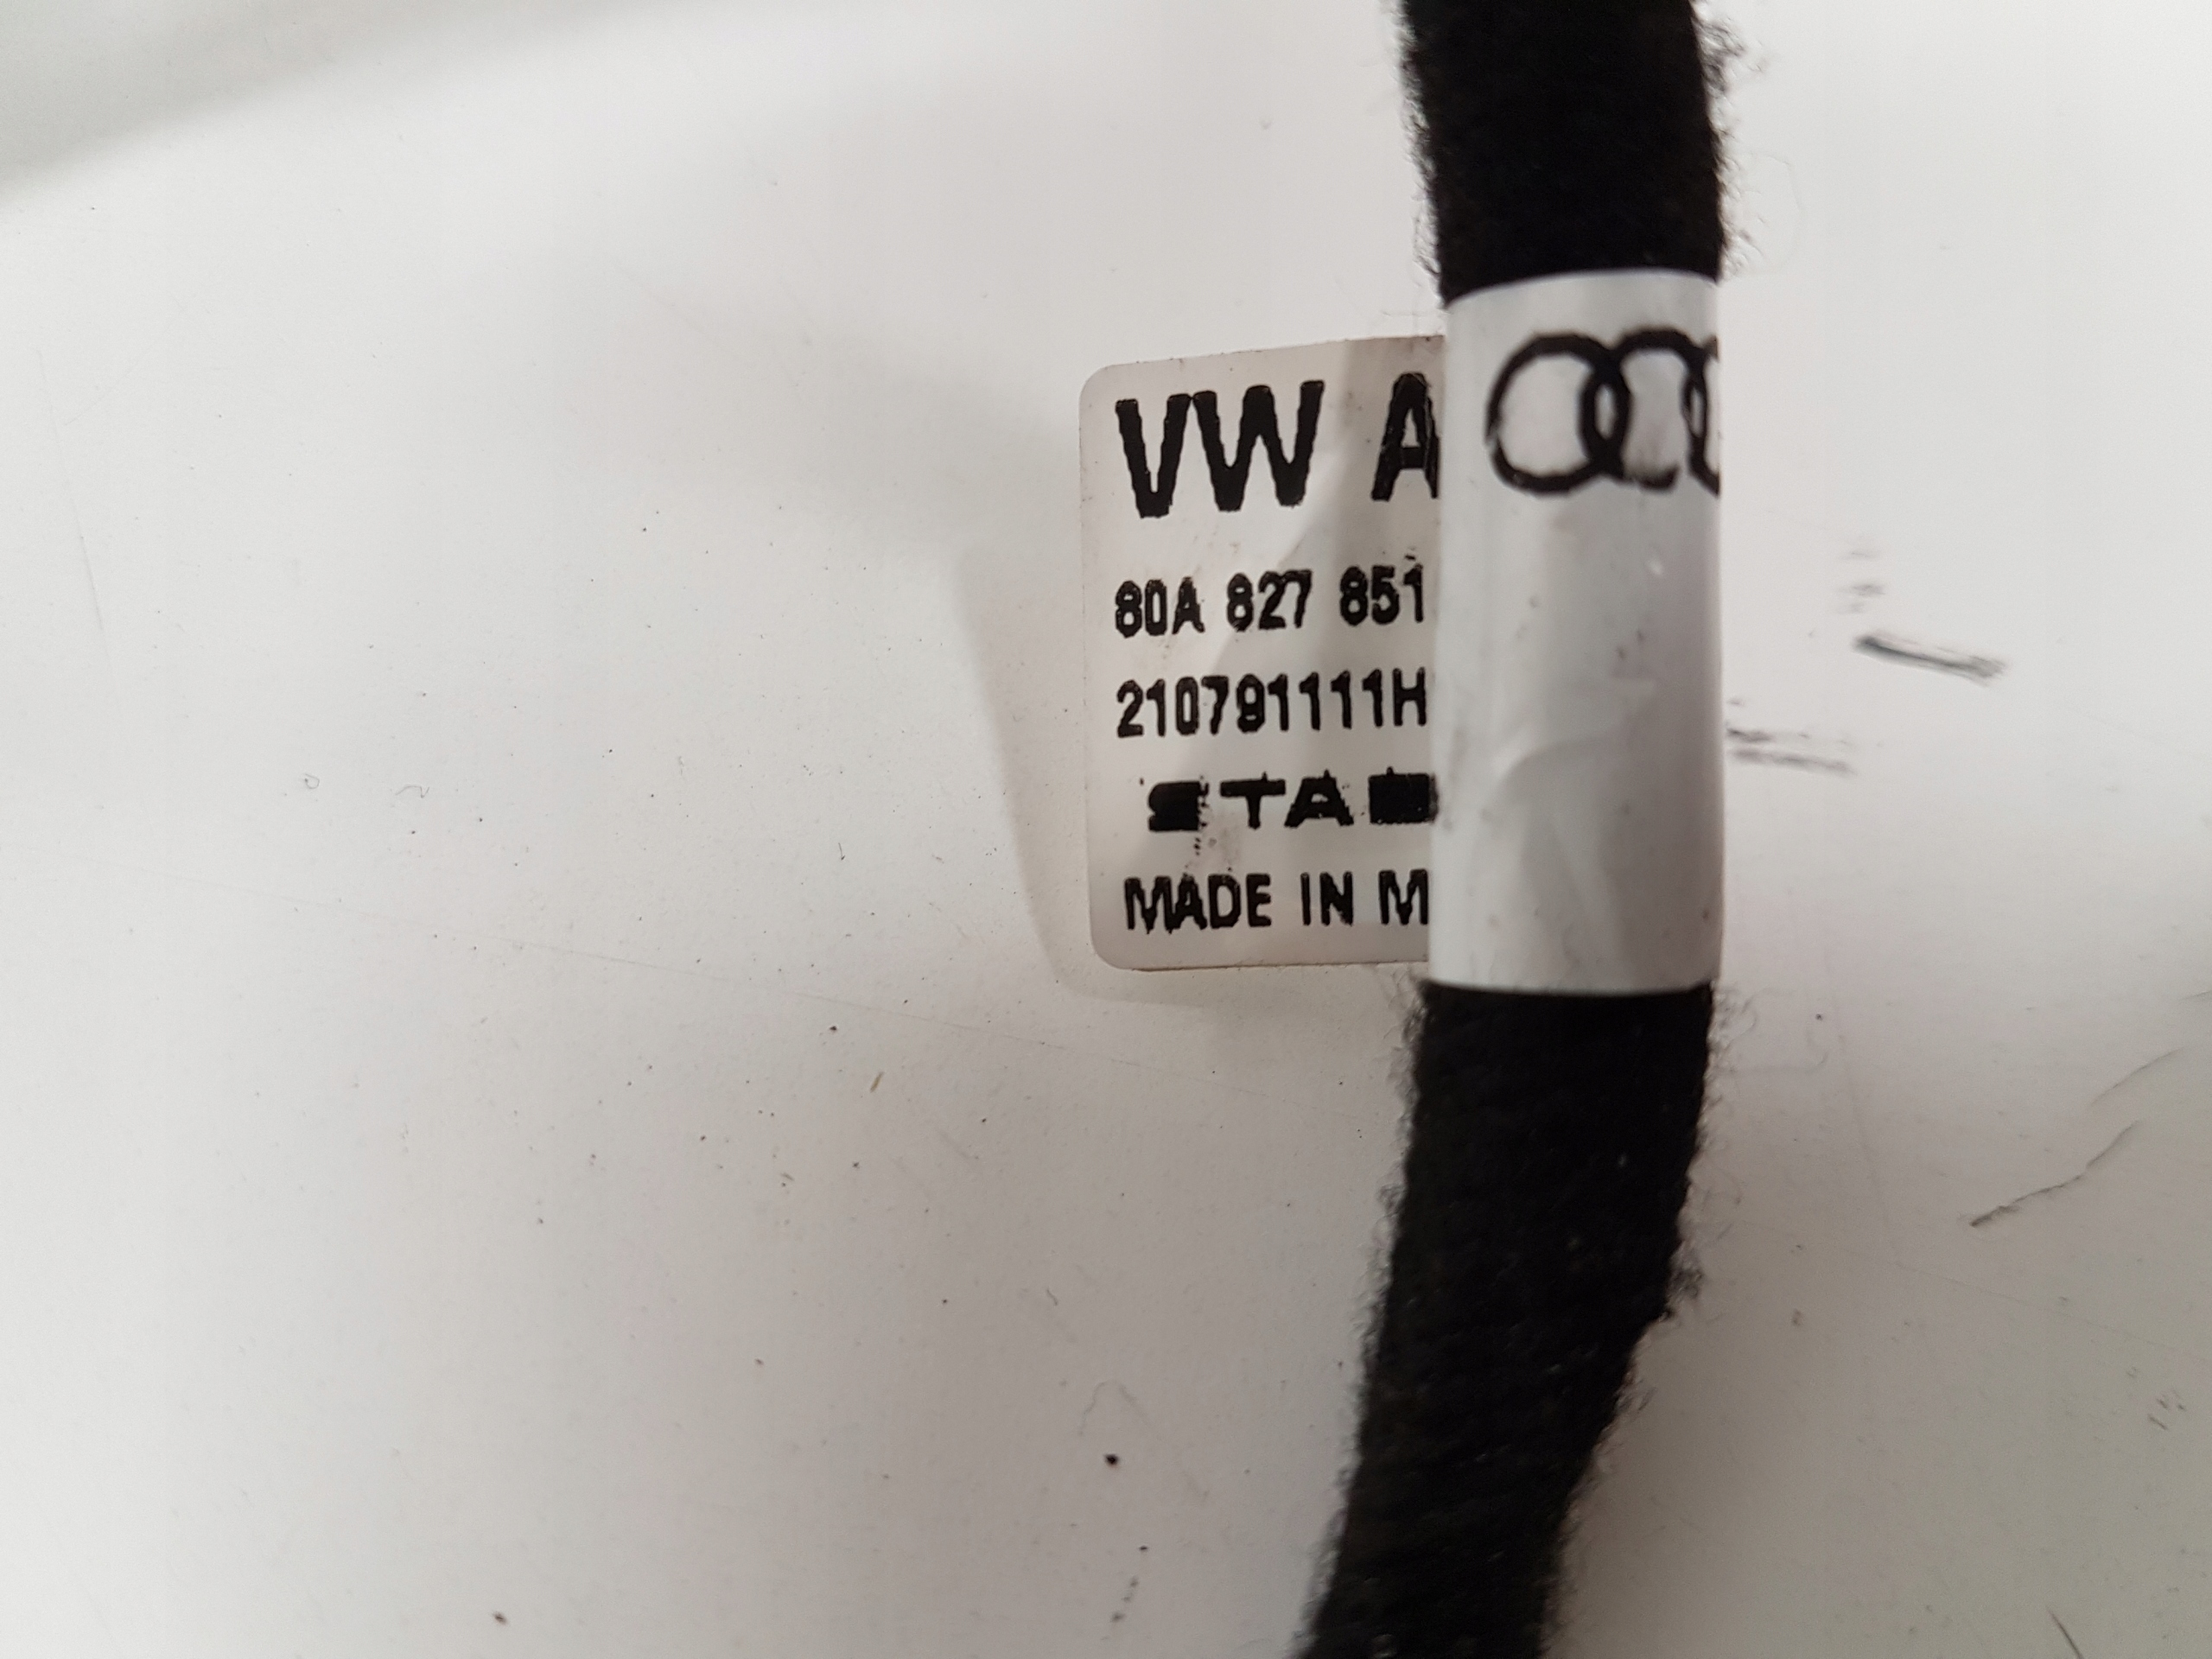 VW A
80A 827 851
210791111H
STA
MADE IN M